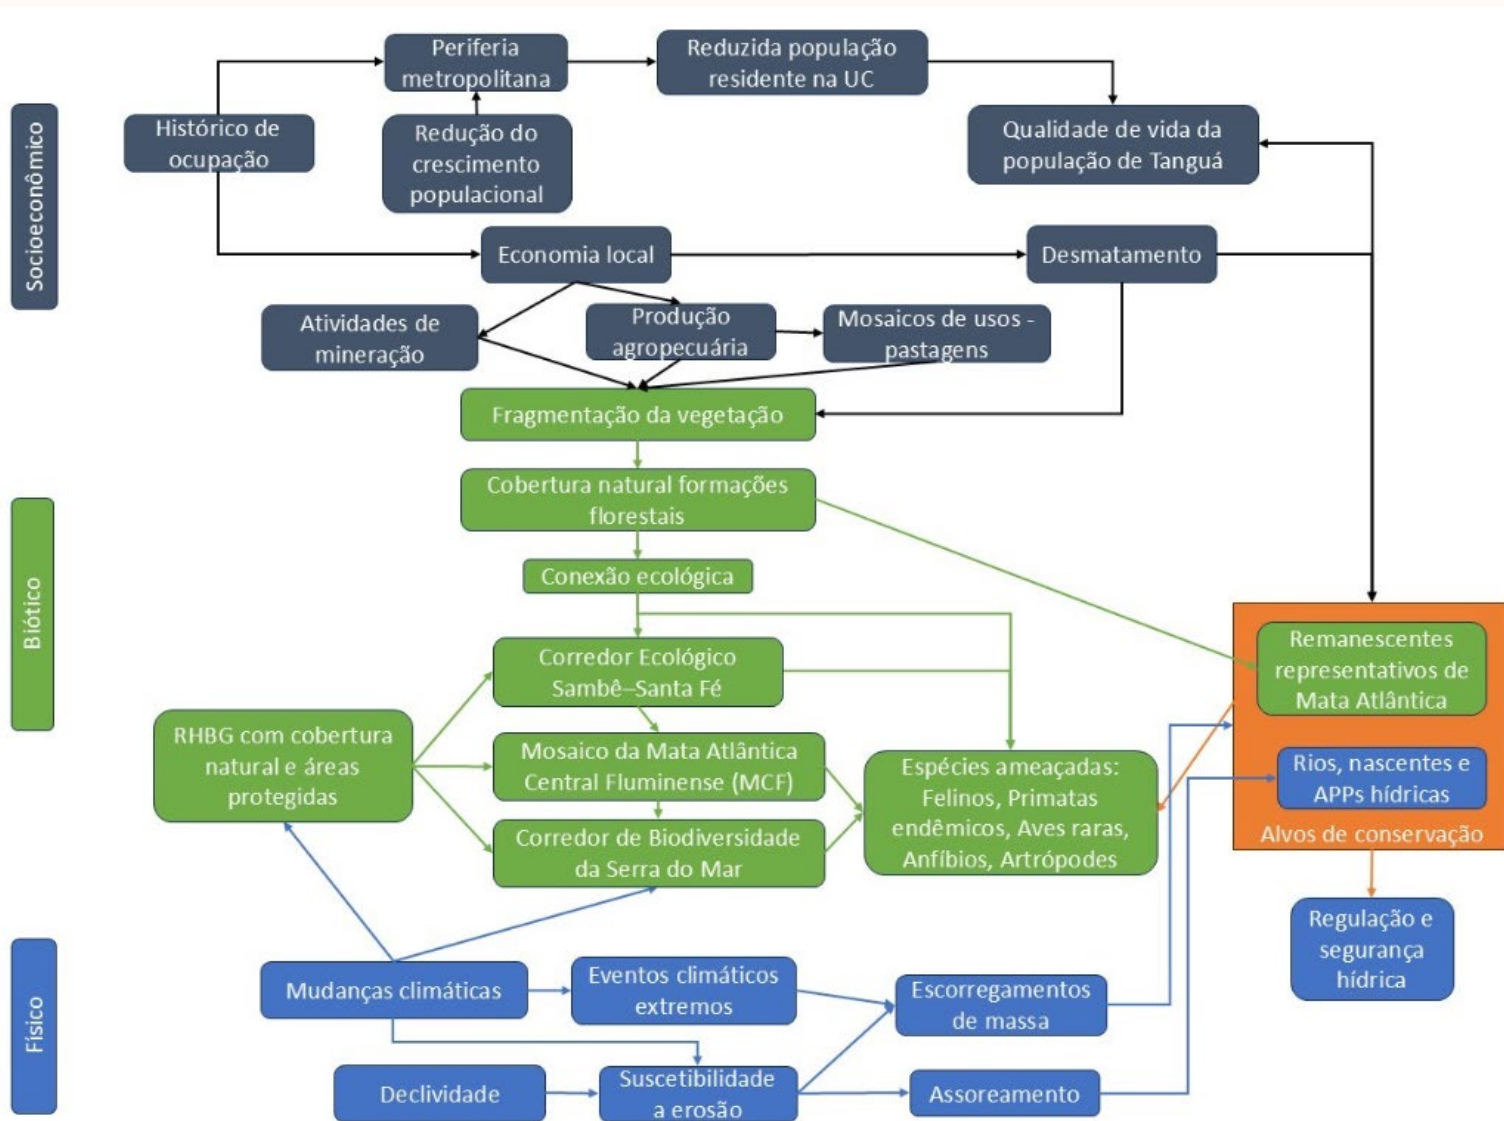 Socioeconômico
Periferia
metropolitana
Reduzida população
residente na UC
Histórico de
ocupação
Redução do
crescimento
populacional
Qualidade de vida da
população de Tanguá
Economia local
Desmatamento
Atividades de
mineração
Produção
agropecuária
Mosaicos de usos -
pastagens
Biótico
Fragmentação da vegetação
Cobertura natural formações
florestais
Conexão ecológica
Corredor Ecológico
Sambê–Santa Fé
RHBG com cobertura
natural e áreas
protegidas
Mosaico da Mata Atlântica
Central Fluminense (MCF)
Corredor de Biodiversidade
da Serra do Mar
Espécies ameaçadas:
Felinos, Primatas
endêmicos, Aves raras,
Anfíbios, Artrópodes
Remanescentes
representativos de
Mata Atlântica
Rios, nascentes e
APPs hídricas
Alvos de conservação
Regulação e
segurança
hídrica
Físico
Mudanças climáticas
Eventos climáticos
extremos
Escorregamentos
de massa
Declividade
Suscetibilidade
a erosão
Assoreamento